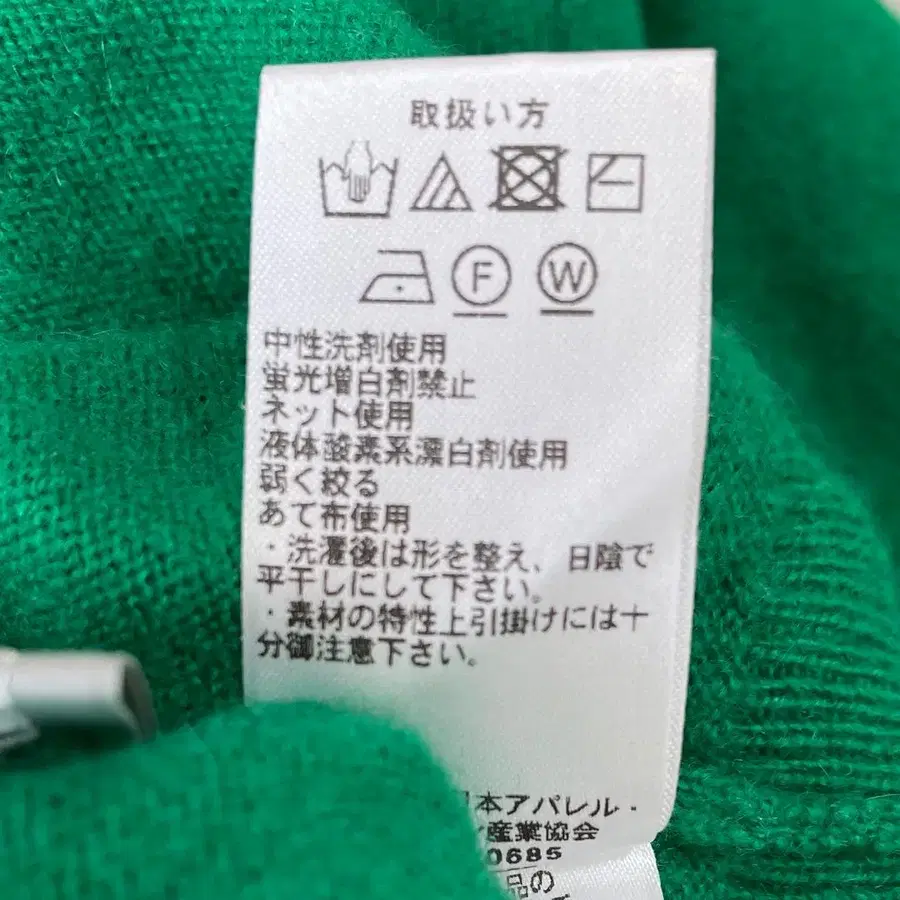 取扱い方
F W
中性洗剤使用
蛍光増白剤禁止
ネット使用
液体酸素系漂白剤使用
弱く絞る
あて布使用
・洗濯後は形を整え、日陰で
平干しにして下さい。
・素材の特性上引掛けには十
分御注意下さい。
本アパレル・
産業協会
0685
品の